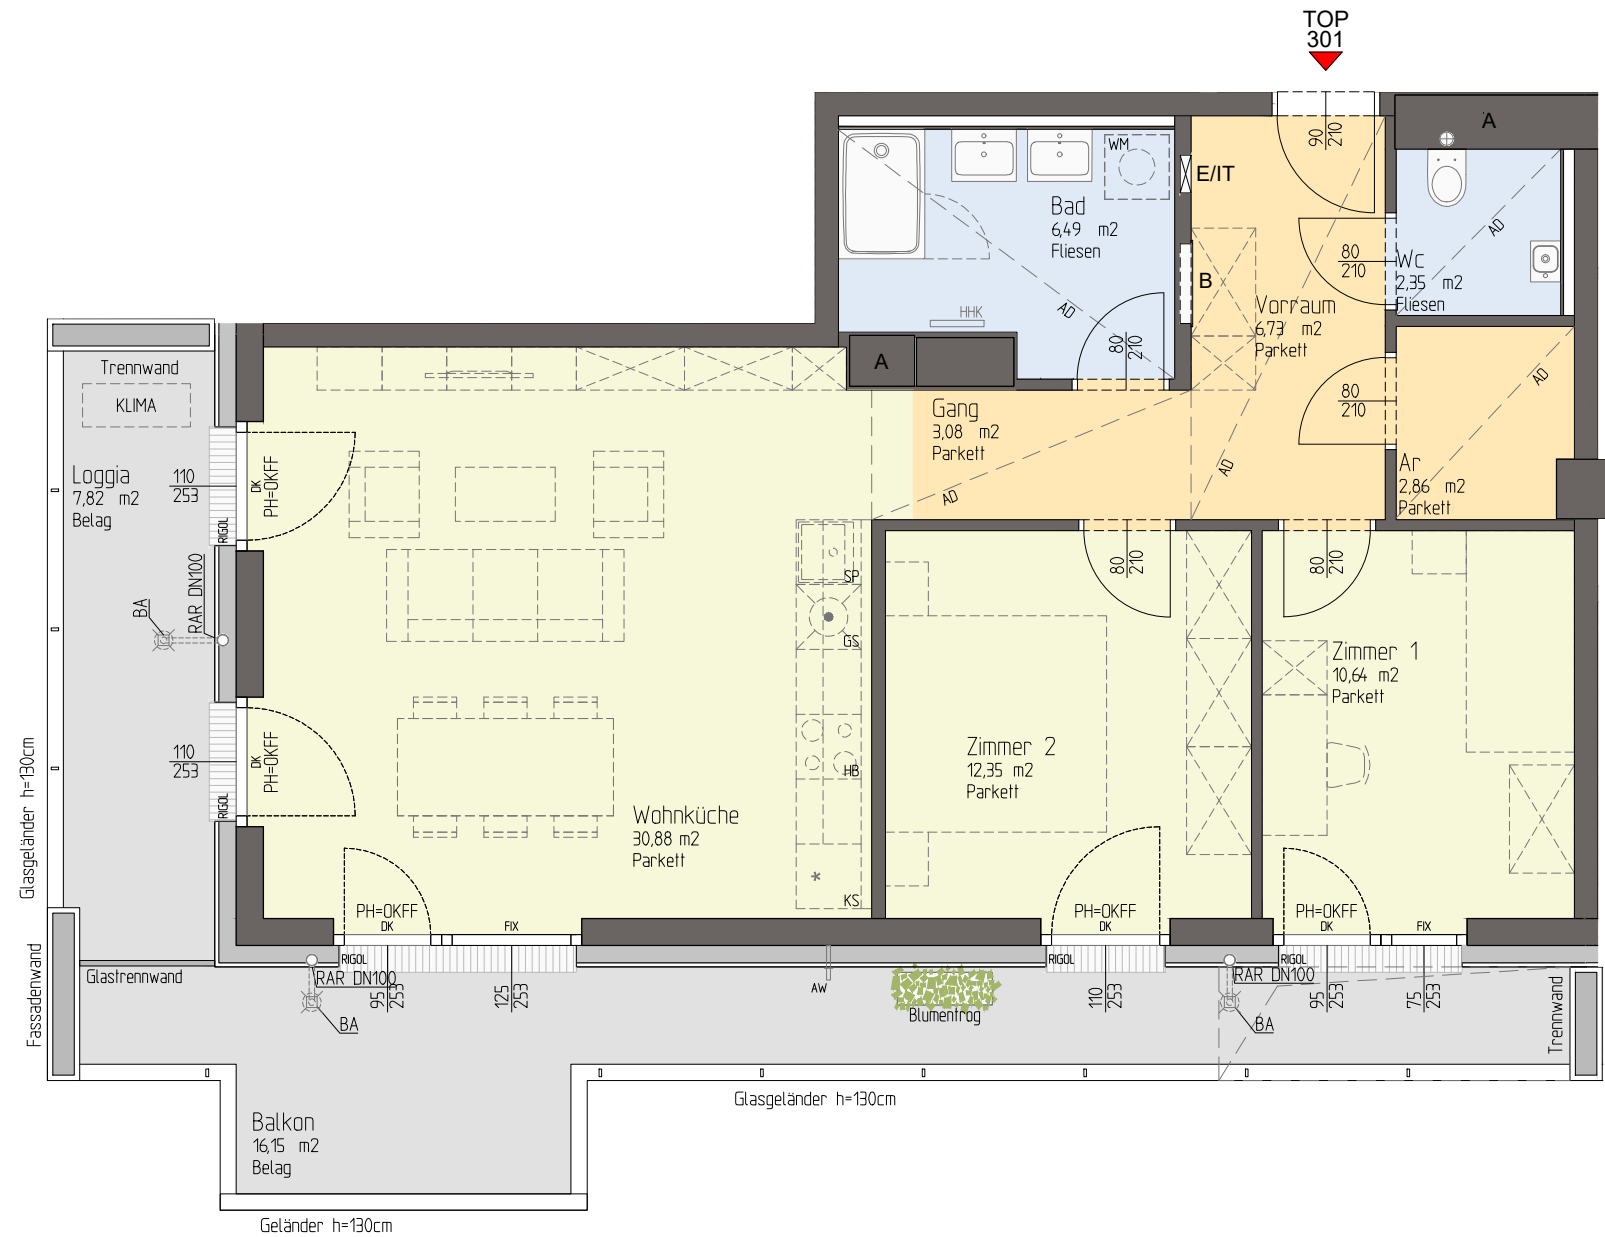 TOP
301
90
210
A
WM
E/IT
Bad
6,49 m2
Fliesen
AD
HHK
B
80
210
AD
80
210
Wc
2,35 m2
Fliesen
Vorraum
6,73 m2
Parkett
A
80
210
AD
Gang
3,08 m2
Parkett
AD
AD
Ar
2,86 m2
Parkett
Trennwand
KLIMA
Loggia
7,82 m2
Belag
110
253
DK
PH=OKFF
RIGOL
RAR DN100
BA
110
253
DK
PH=OKFF
RIGOL
Glasgeländer h=130cm
SP
GS
HB
*
KS
80
210
80
210
Zimmer 1
10,64 m2
Parkett
Zimmer 2
12,35 m2
Parkett
Wohnküche
30,88 m2
Parkett
PH=OKFF
DK
FIX
PH=OKFF
DK
PH=OKFF
DK
FIX
Fassadenwand
Glastrennwand
RIGOL
RAR DN100
95
253
125
253
BA
AW
Blumentrog
RIGOL
110
253
RIGOL
RAR DN100
BA
95
253
75
253
Trennwand
Glasgeländer h=130cm
Balkon
16,15 m2
Belag
Geländer h=130cm